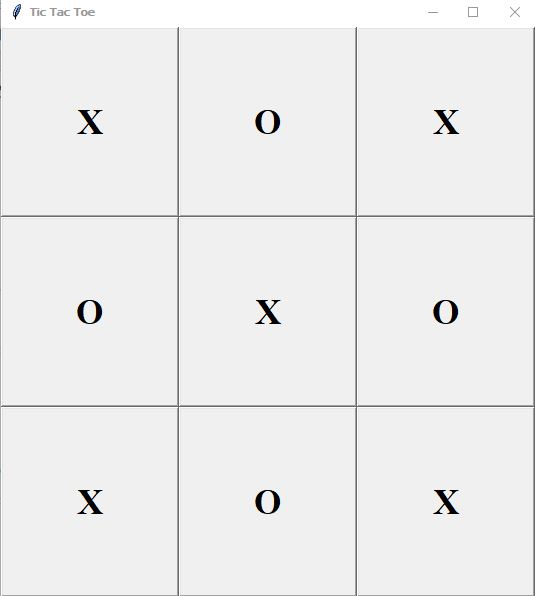 Tic Tac Toe
X O X
O X O
X O X